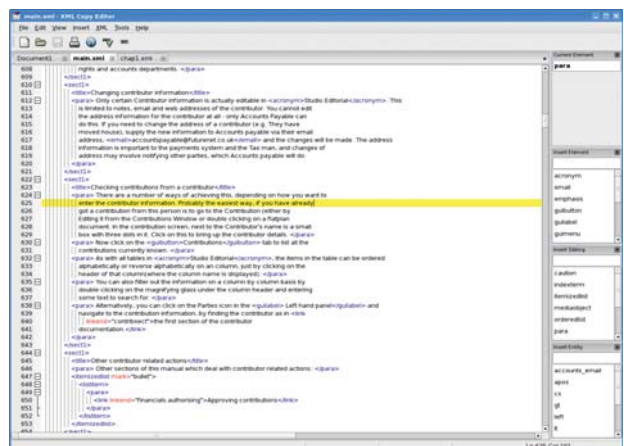 main.xml - XML Copy Editor
File Edit View Insert XML Tools Help
Document1 main.xml chap1.xml
Current Element
para
608 rights and accounts departments. </para>
609 </sect1>
610 <sect1>
611 <title>Changing contributor information</title>
612 <para> Only certain Contributor information is actually editable in <acronym>Studio Editorial</acronym>. This
613 is limited to notes, email and web addresses of the contributor. You cannot edit
614 the address information for the contributor at all - only Accounts Payable can
615 do this. If you need to change the address of a contributor (e.g. They have
616 moved house), supply the new information to Accounts payable via their email
617 address, <email>accountspayable@futurenet.co.uk</email> and the changes will be made. The address
618 information is important to the payments system and the Tax man, and changes of
619 address may involve notifying other parties, which Accounts payable will do.
620 </para>
621 </sect1>
622 <sect1>
623 <title>Checking contributions from a contributor</title>
624 <para> There are a number of ways of achieving this, depending on how you want to
625 enter the contributor information. Probably the easiest way, if you have already
626 got a contribution from this person is to go to the Contribution (either by
627 Editing it from the Contributions Window or double clicking on a flatplan
628 document. In the contribution screen, next to the Contributor's name is a small
629 box with three dots in it. Click on this to bring up the contributor details. </para>
630 <para> Now click on the <guibutton>Contributions</guibutton> tab to list all the
631 contributions currently known. </para>
632 <para> As with all tables in <acronym>Studio Editorial</acronym>, the items in the table can be ordered
633 alphabetically or reverse alphabetically on an column, just by clicking on the
634 header of that column(where the column name is displayed). </para>
635 <para> You can also filter out the information on a column by column basis by
636 double clicking on the magnifying glass under the column header and entering
637 some text to search for. </para>
638 <para> Alternatively, you can click on the Parties icon in the <guilabel> Left hand panel</guilabel> and
639 navigate to the contribution information, by finding the contributor as in <link
640 linkend="contribsect">the first section of the contributor
641 documentation </link>
642 </para>
643 </sect1>
644 <sect1>
645 <title>Other contributor related actions</title>
646 <para> Other sections of this manual which deal with contributor related actions: </para>
647 <itemizedlist mark="bullet">
648 <listitem>
649 <para>
650 <link linkend="financials authorising">Approving contributions</link>
651 </para>
652 </listitem>
653 </itemizedlist>
654 </sect1>
Insert Element
acronym
email
emphasis
guibutton
guilabel
guimenu
Insert Sibling
caution
indexterm
itemizedlist
mediaobject
orderedlist
para
Insert Entity
accounts_email
apos
cs
gt
left
lt